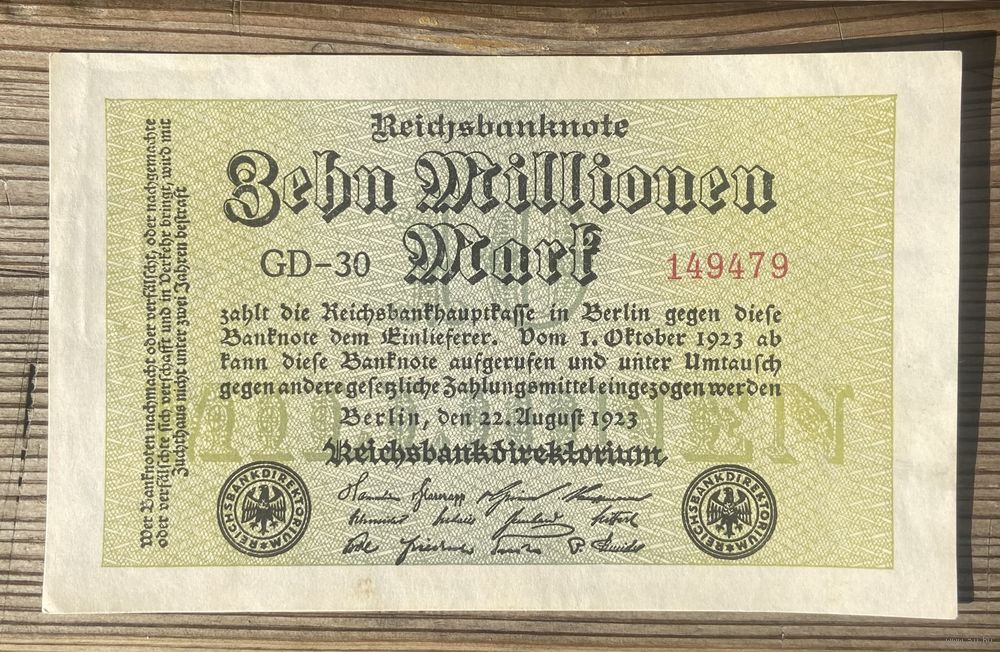 Reichsbanknote
Zehn Millionen
Mark
GD-30
149479
zahlt die Reichsbankhauptkasse in Berlin gegen diese
Banknote dem Einlieferer. Vom 1. Oktober 1923 ab
kann diese Banknote aufgerufen und unter Umtausch
gegen andere gesetzliche Zahlungsmittel eingezogen werden
Berlin, den 22. August 1923
Reichsbankdirektorium
REICHSBANKDIREKTORIUM
REICHSBANKDIREKTORIUM
Wer Banknoten nachmacht oder verfälscht, oder nachgemachte
oder verfälschte sich verschafft und in Verkehr bringt, wird mit
Zuchthaus nicht unter zwei Jahren bestraft
10
MILLIONEN